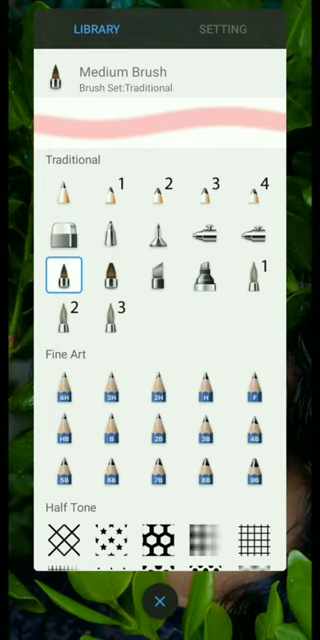 LIBRARY SETTING
Medium Brush
Brush Set:Traditional
Traditional
1 2 3 4
1
2 3
Fine Art
4H 3H 2H H F
HB B 2B 3B 4B
5B 6B 7B 8B 9B
Half Tone